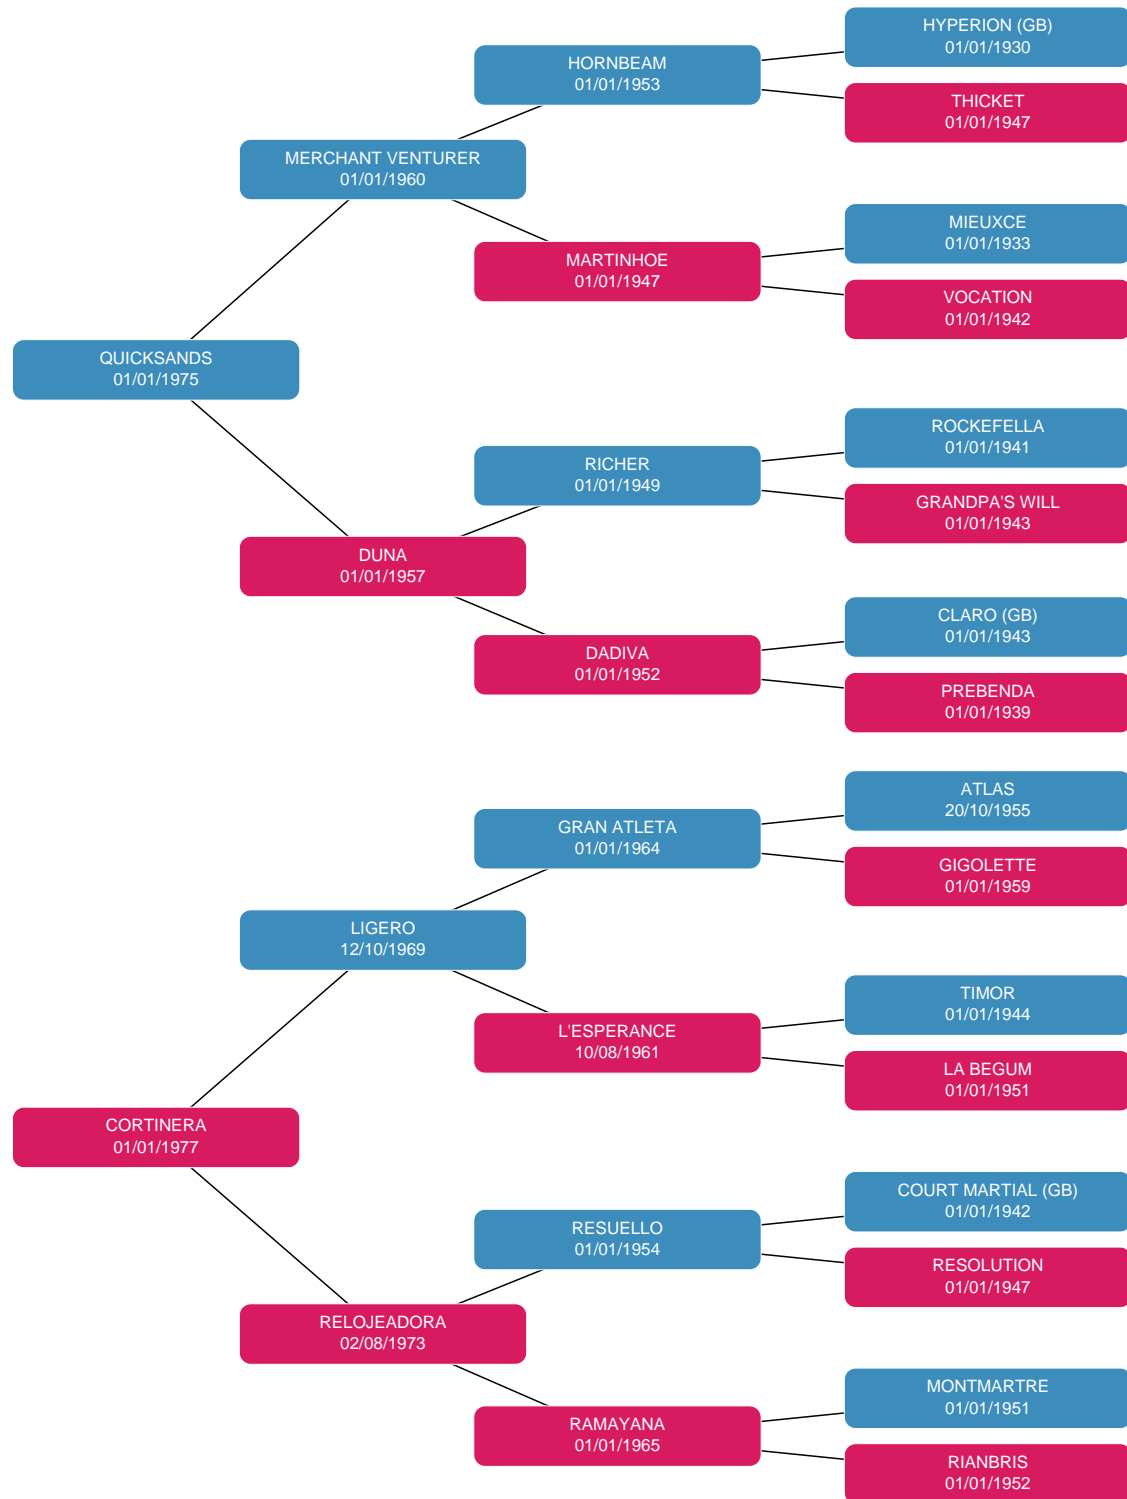 HYPERION (GB)
01/01/1930
HORNBEAM
01/01/1953
THICKET
01/01/1947
MERCHANT VENTURER
01/01/1960
MIEUXCE
01/01/1933
MARTINHOE
01/01/1947
VOCATION
01/01/1942
QUICKSANDS
01/01/1975
ROCKEFELLA
01/01/1941
RICHER
01/01/1949
GRANDPA'S WILL
01/01/1943
DUNA
01/01/1957
CLARO (GB)
01/01/1943
DADIVA
01/01/1952
PREBENDA
01/01/1939
ATLAS
20/10/1955
GRAN ATLETA
01/01/1964
GIGOLETTE
01/01/1959
LIGERO
12/10/1969
TIMOR
01/01/1944
L'ESPERANCE
10/08/1961
LA BEGUM
01/01/1951
CORTINERA
01/01/1977
COURT MARTIAL (GB)
01/01/1942
RESUELLO
01/01/1954
RESOLUTION
01/01/1947
RELOJEADORA
02/08/1973
MONTMARTRE
01/01/1951
RAMAYANA
01/01/1965
RIANBRIS
01/01/1952